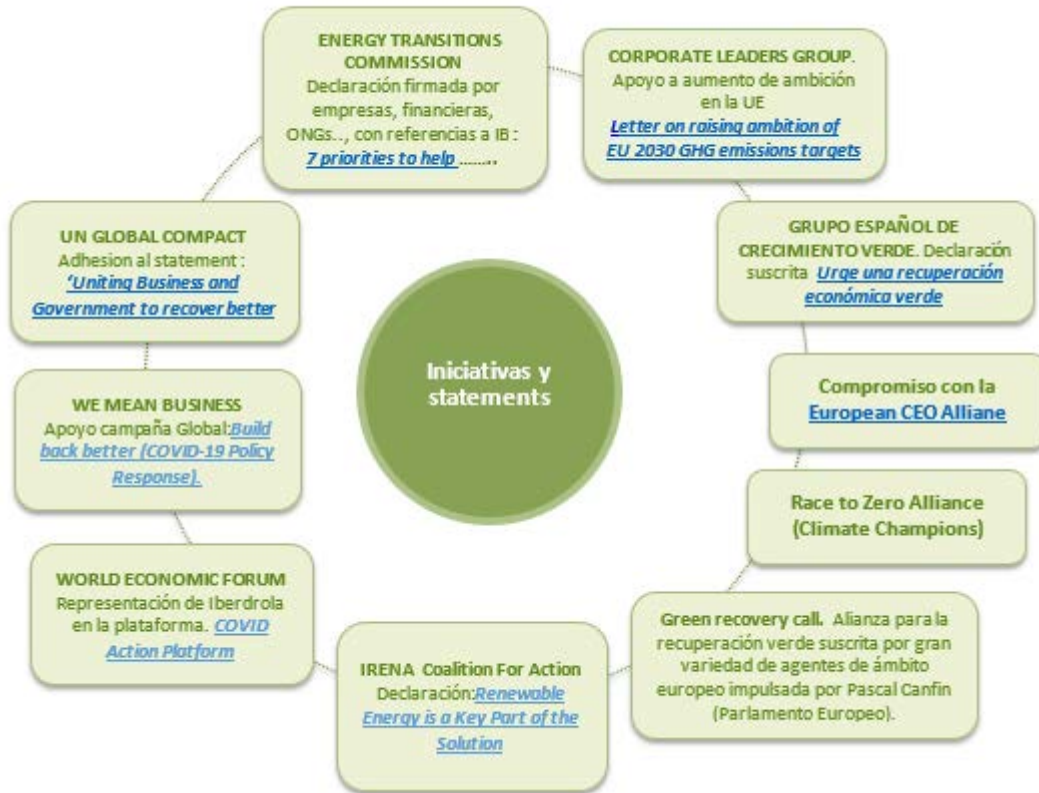 ENERGY TRANSITIONS
COMMISSION
Declaración firmada por
empresas, financieras,
ONGs.., con referencias a IB :
7 priorities to help ........
CORPORATE LEADERS GROUP.
Apoyo a aumento de ambición
en la UE
Letter on raising ambition of
EU 2030 GHG emissions targets
GRUPO ESPAÑOL DE
CRECIMIENTO VERDE. Declaración
suscrita Urge una recuperación
económica verde
Compromiso con la
European CEO Alliane
Race to Zero Alliance
(Climate Champions)
Green recovery call. Alianza para la
recuperación verde suscrita por gran
variedad de agentes de ámbito
europeo impulsada por Pascal Canfin
(Parlamento Europeo).
IRENA Coalition For Action
Declaración:Renewable
Energy is a Key Part of the
Solution
WORLD ECONOMIC FORUM
Representación de Iberdrola
en la plataforma. COVID
Action Platform
WE MEAN BUSINESS
Apoyo campaña Global:Build
back better (COVID-19 Policy
Response).
UN GLOBAL COMPACT
Adhesion al statement :
‘Uniting Business and
Government to recover better
Iniciativas y
statements